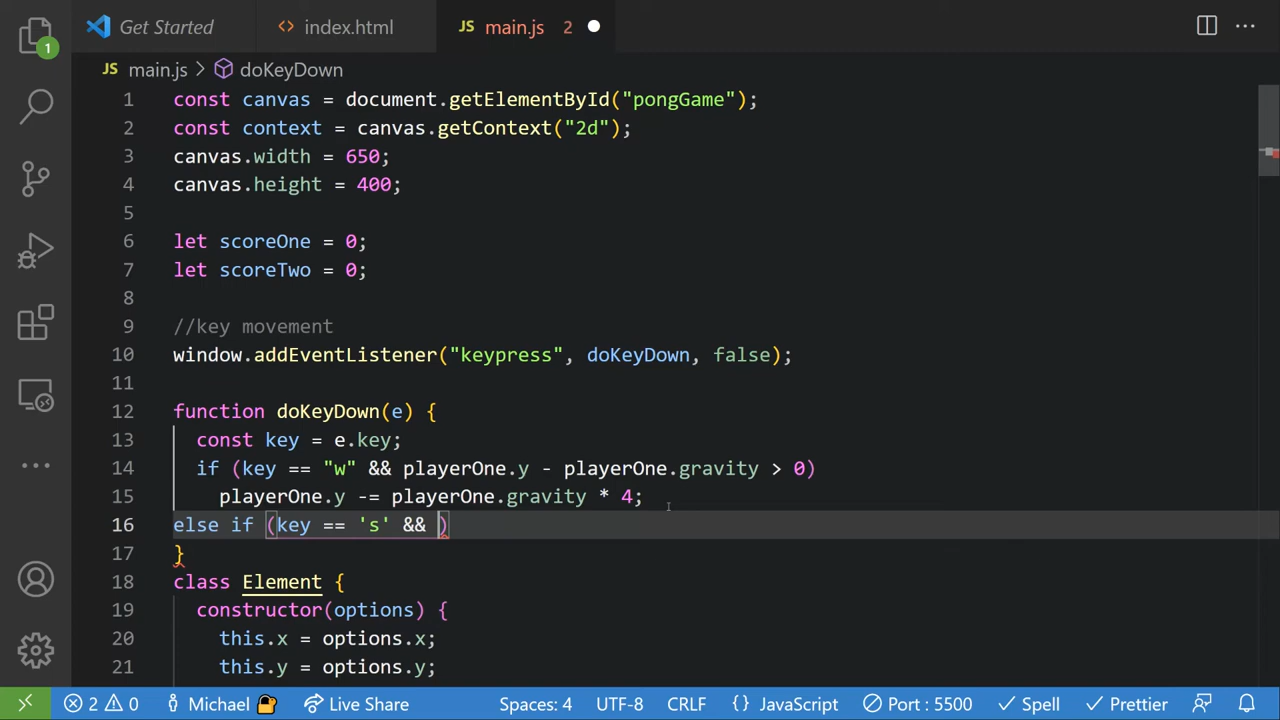 Get Started
<> index.html
JS main.js 2
1
JS main.js > doKeyDown
1 const canvas = document.getElementById("pongGame");
2 const context = canvas.getContext("2d");
3 canvas.width = 650;
4 canvas.height = 400;
5
6 let scoreOne = 0;
7 let scoreTwo = 0;
8
9 //key movement
10 window.addEventListener("keypress", doKeyDown, false);
11
12 function doKeyDown(e) {
13 const key = e.key;
14 if (key == "w" && playerOne.y - playerOne.gravity > 0)
15 playerOne.y -= playerOne.gravity * 4;
16 else if (key == 's' && )
17 }
18 class Element {
19 constructor(options) {
20 this.x = options.x;
21 this.y = options.y;
2 0 Michael Live Share Spaces: 4 UTF-8 CRLF {} JavaScript Port : 5500 Spell Prettier